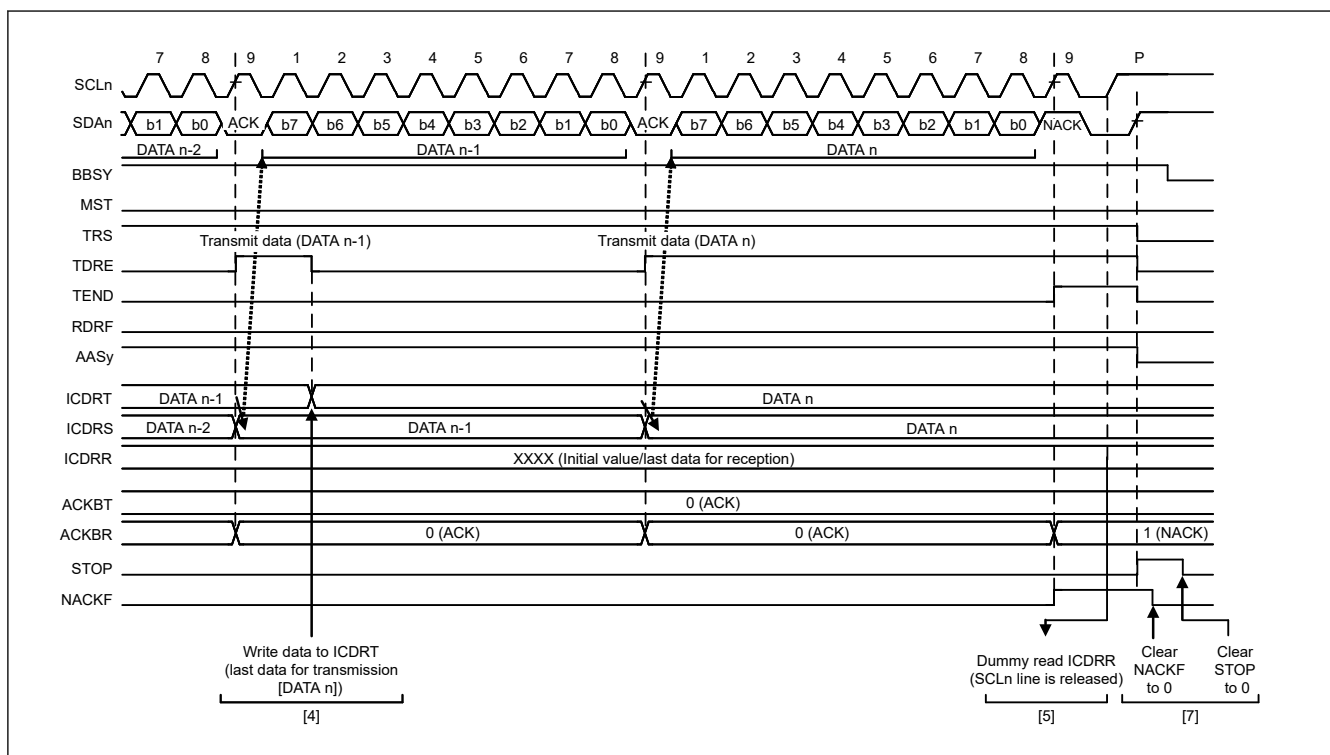 7 8 9 1 2 3 4 5 6 7 8 9 1 2 3 4 5 6 7 8 9 P
SCLn
SDAn b1 b0 ACK b7 b6 b5 b4 b3 b2 b1 b0 ACK b7 b6 b5 b4 b3 b2 b1 b0 NACK
DATA n-2 DATA n-1 DATA n
BBSY
MST
TRS
Transmit data (DATA n-1) Transmit data (DATA n)
TDRE
TEND
RDRF
AASy
ICDRT DATA n-1 DATA n
ICDRS DATA n-2 DATA n-1 DATA n
ICDRR XXXX (Initial value/last data for reception)
ACKBT 0 (ACK)
ACKBR 0 (ACK) 0 (ACK) 1 (NACK)
STOP
NACKF
Write data to ICDRT
(last data for transmission
[DATA n])
[4]
Dummy read ICDRR
(SCLn line is released)
[5]
Clear
NACKF
to 0
Clear
STOP
to 0
[7]